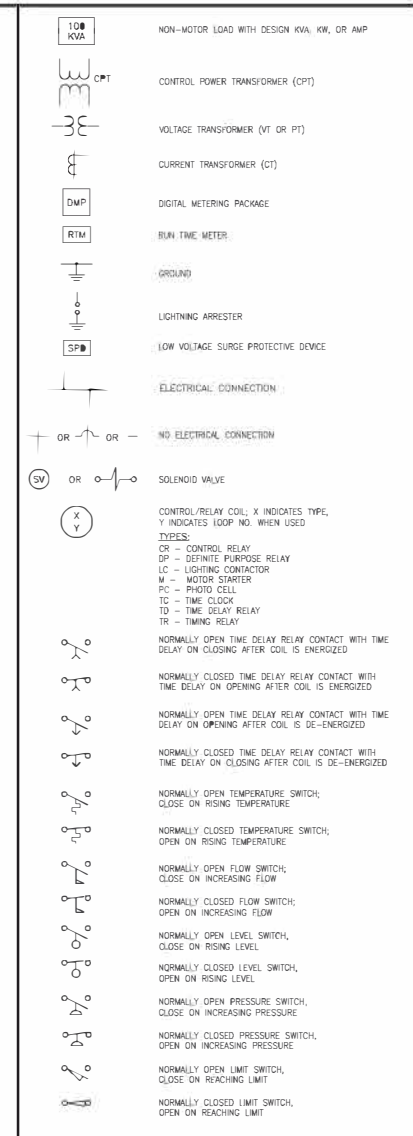 100
KVA
NON-MOTOR LOAD WITH DESIGN KVA, KW, OR AMP
CPT
CONTROL POWER TRANSFORMER (CPT)
VOLTAGE TRANSFORMER (VT OR PT)
CURRENT TRANSFORMER (CT)
DMP
DIGITAL METERING PACKAGE
RTM
RUN TIME METER
GROUND
LIGHTNING ARRESTER
SPD
LOW VOLTAGE SURGE PROTECTIVE DEVICE
ELECTRICAL CONNECTION
OR OR
NO ELECTRICAL CONNECTION
SV OR
SOLENOID VALVE
X
Y
CONTROL/RELAY COIL; X INDICATES TYPE,
Y INDICATES LOOP NO. WHEN USED
TYPES:
CR - CONTROL RELAY
DP - DEFINITE PURPOSE RELAY
LC - LIGHTING CONTACTOR
M - MOTOR STARTER
PC - PHOTO CELL
TC - TIME CLOCK
TD - TIME DELAY RELAY
TR - TIMING RELAY
NORMALLY OPEN TIME DELAY RELAY CONTACT WITH TIME
DELAY ON CLOSING AFTER COIL IS ENERGIZED
NORMALLY CLOSED TIME DELAY RELAY CONTACT WITH
TIME DELAY ON OPENING AFTER COIL IS ENERGIZED
NORMALLY OPEN TIME DELAY RELAY CONTACT WITH TIME
DELAY ON OPENING AFTER COIL IS DE-ENERGIZED
NORMALLY CLOSED TIME DELAY RELAY CONTACT WITH
TIME DELAY ON CLOSING AFTER COIL IS DE-ENERGIZED
NORMALLY OPEN TEMPERATURE SWITCH;
CLOSE ON RISING TEMPERATURE
NORMALLY CLOSED TEMPERATURE SWITCH;
OPEN ON RISING TEMPERATURE
NORMALLY OPEN FLOW SWITCH;
CLOSE ON INCREASING FLOW
NORMALLY CLOSED FLOW SWITCH;
OPEN ON INCREASING FLOW
NORMALLY OPEN LEVEL SWITCH,
CLOSE ON RISING LEVEL
NORMALLY CLOSED LEVEL SWITCH,
OPEN ON RISING LEVEL
NORMALLY OPEN PRESSURE SWITCH,
CLOSE ON INCREASING PRESSURE
NORMALLY CLOSED PRESSURE SWITCH,
OPEN ON INCREASING PRESSURE
NORMALLY OPEN LIMIT SWITCH,
CLOSE ON REACHING LIMIT
NORMALLY CLOSED LIMIT SWITCH,
OPEN ON REACHING LIMIT